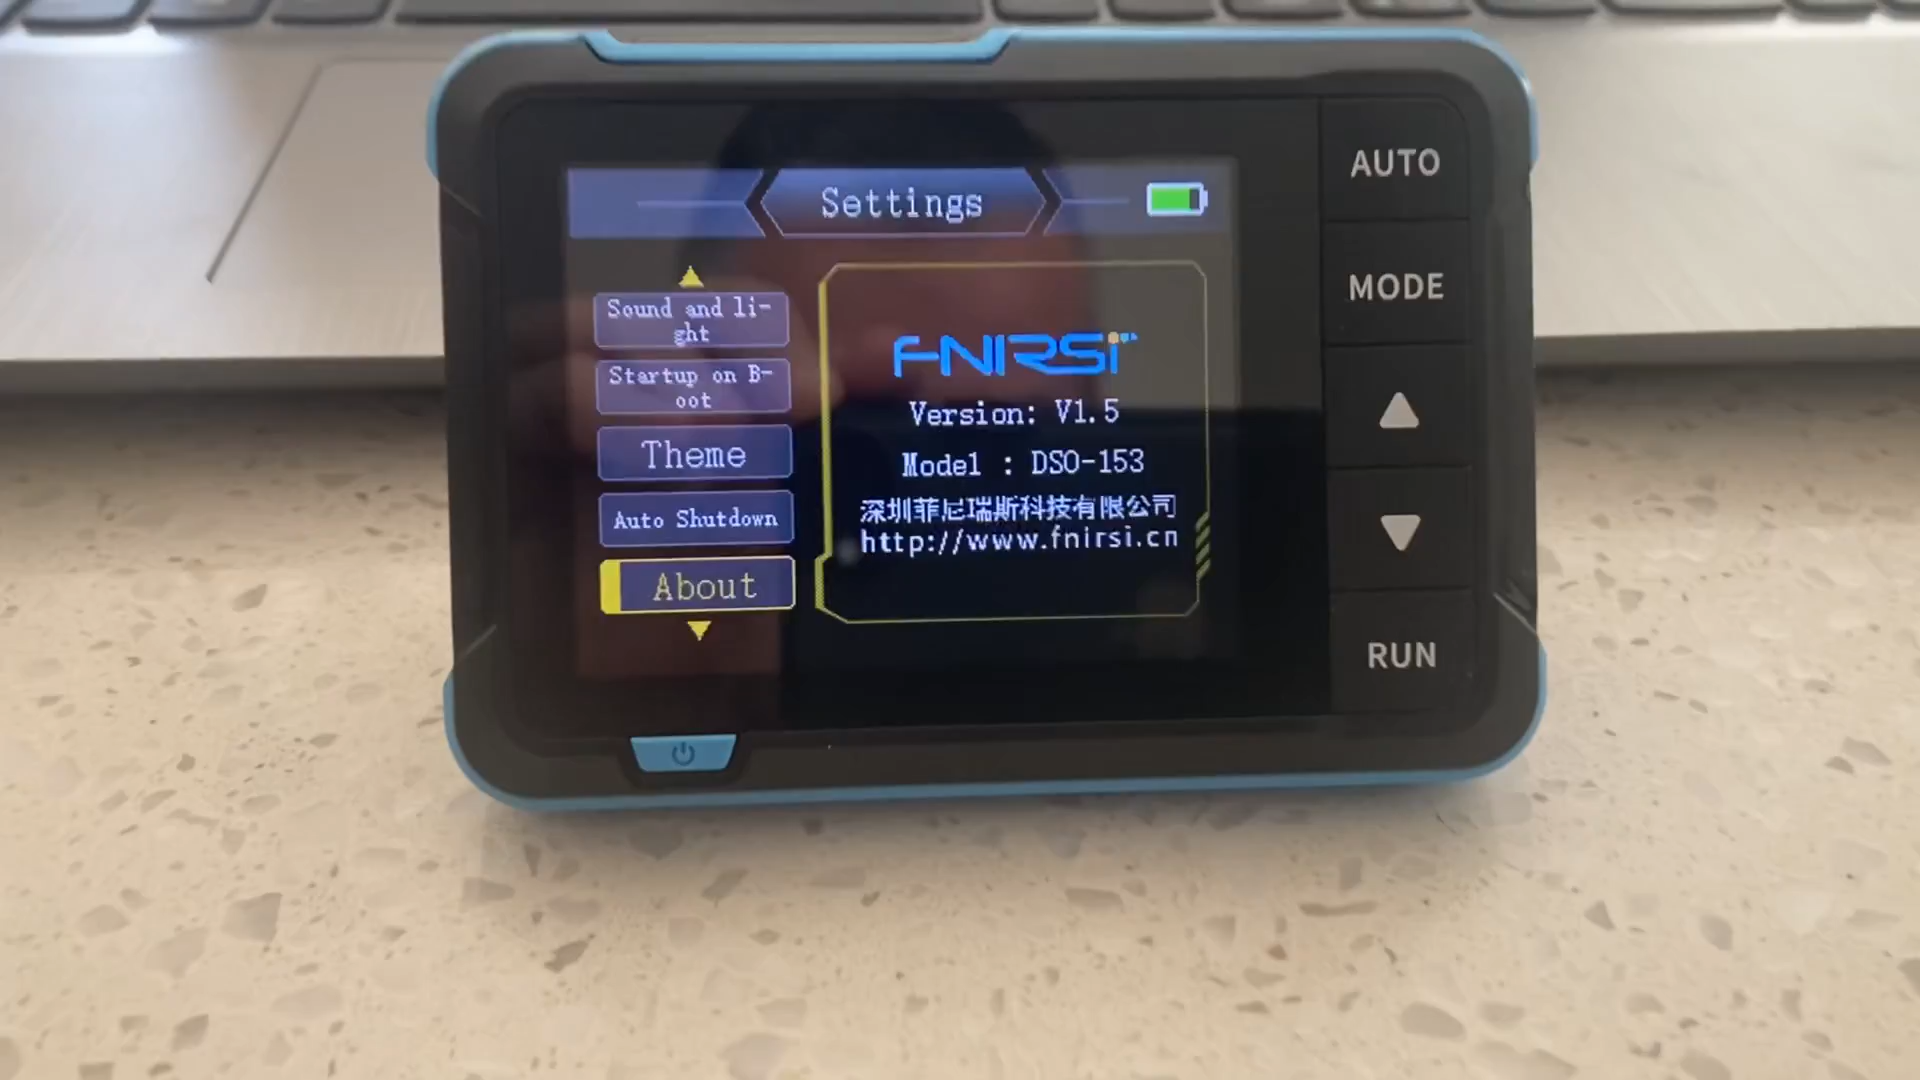 Settings
Sound and li-
ght
Startup on B-
oot
Theme
Auto Shutdown
About
FNIRSI
Version: V1.5
Model : DSO-153
深圳菲尼瑞斯科技有限公司
http://www.fnirsi.cn
AUTO
MODE
RUN